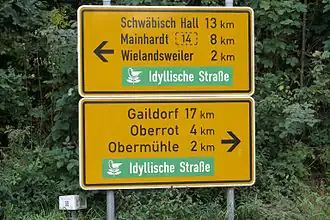 Schwäbisch Hall 13 km
Mainhardt 14 8 km
Wielandsweiler 2 km
Idyllische Straße
Gaildorf 17 km
Oberrot 4 km
Obermühle 2 km
Idyllische Straße